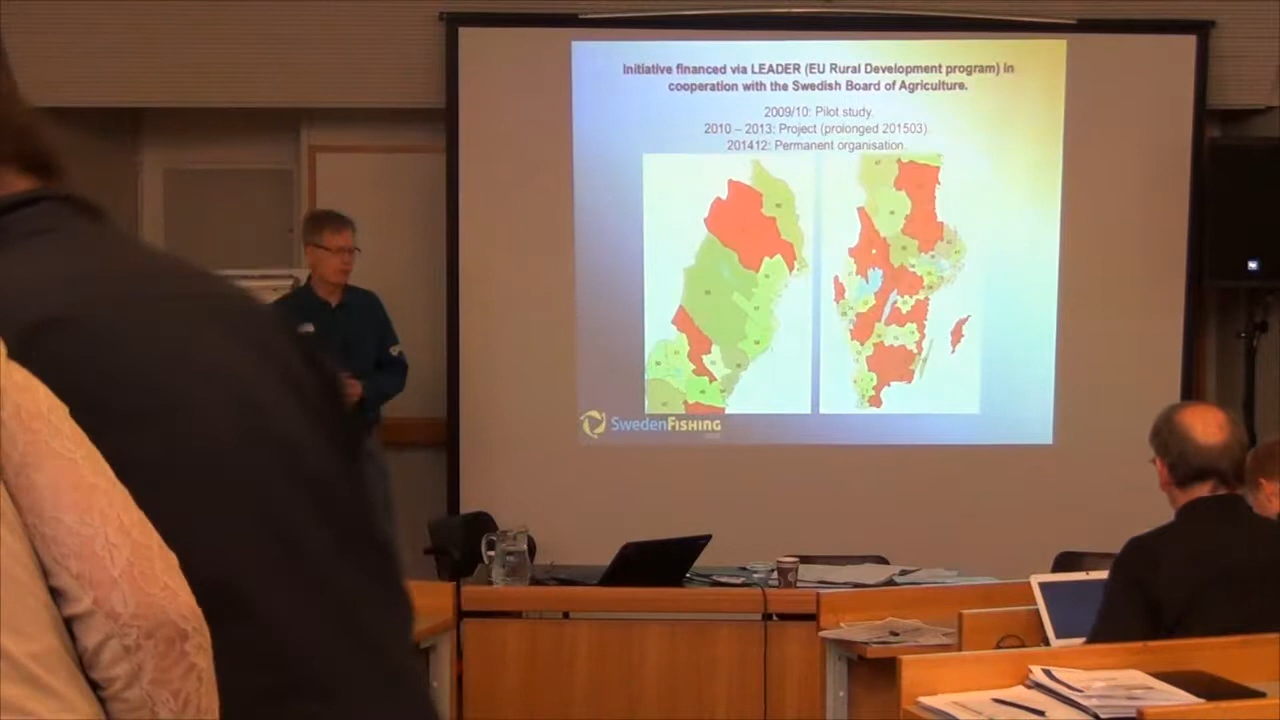 Initiative financed via LEADER (EU Rural Development program) in
cooperation with the Swedish Board of Agriculture.
2009/10: Pilot study.
2010 – 2013: Project (prolonged 201503).
201412: Permanent organisation.
SWEDENFISHING